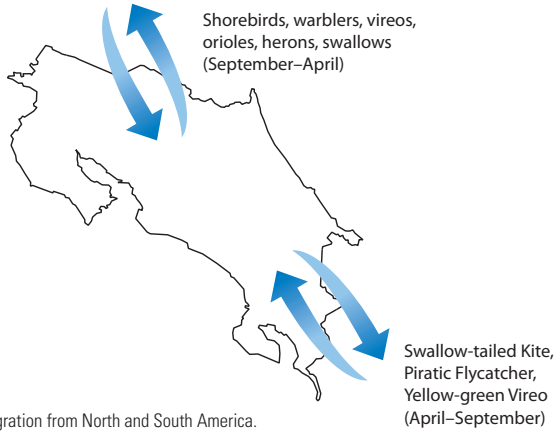 Shorebirds, warblers, vireos,
orioles, herons, swallows
(September–April)
Swallow-tailed Kite,
Piratic Flycatcher,
Yellow-green Vireo
(April–September)
gration from North and South America.